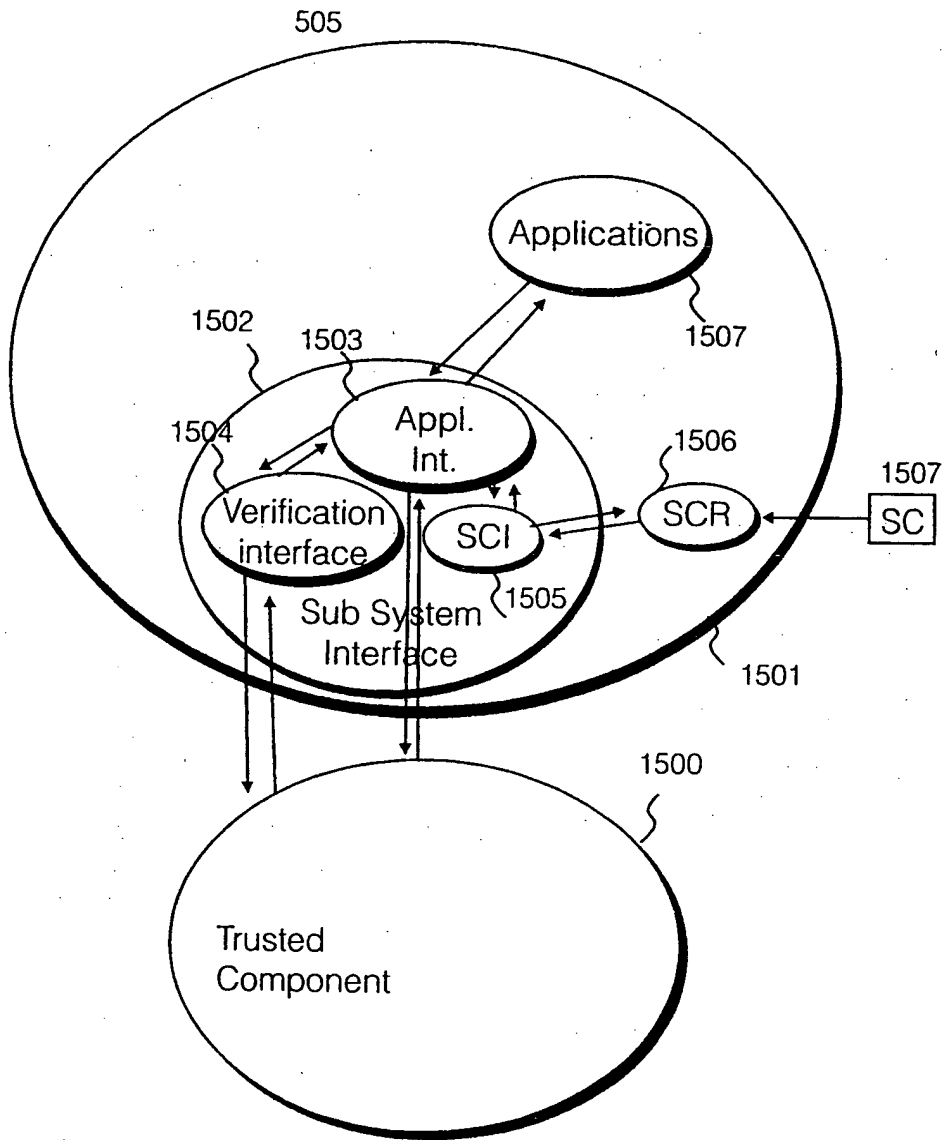 505
Applications
1507
1502
1503
Appl.
Int.
1504
1506
1507
Verification
interface
SCI
SCR
SC
1505
Sub System
Interface
1501
1500
Trusted
Component